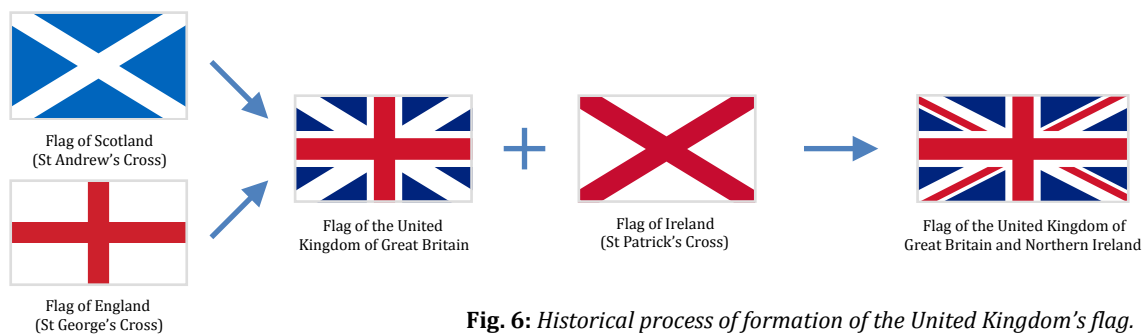 Flag of Scotland
(St Andrew’s Cross)
Flag of England
(St George’s Cross)
Flag of the United
Kingdom of Great Britain
Flag of Ireland
(St Patrick’s Cross)
Flag of the United Kingdom of
Great Britain and Northern Ireland
Fig. 6: Historical process of formation of the United Kingdom’s flag.